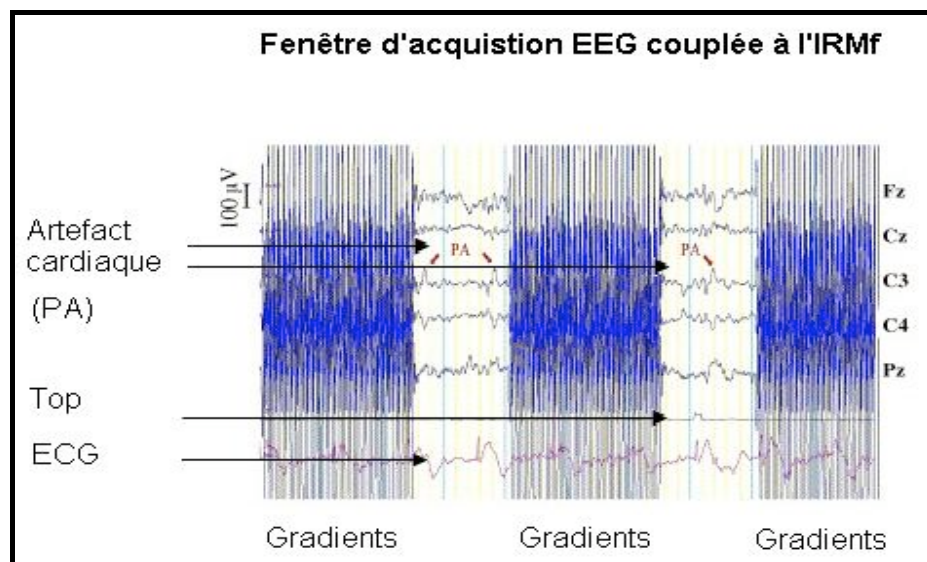 Fenêtre d'acquistion EEG couplée à l'IRMf
100 µV
Fz
Artefact
cardiaque
(PA)
Cz
PA
PA
C3
C4
Pz
Top
ECG
Gradients
Gradients
Gradients